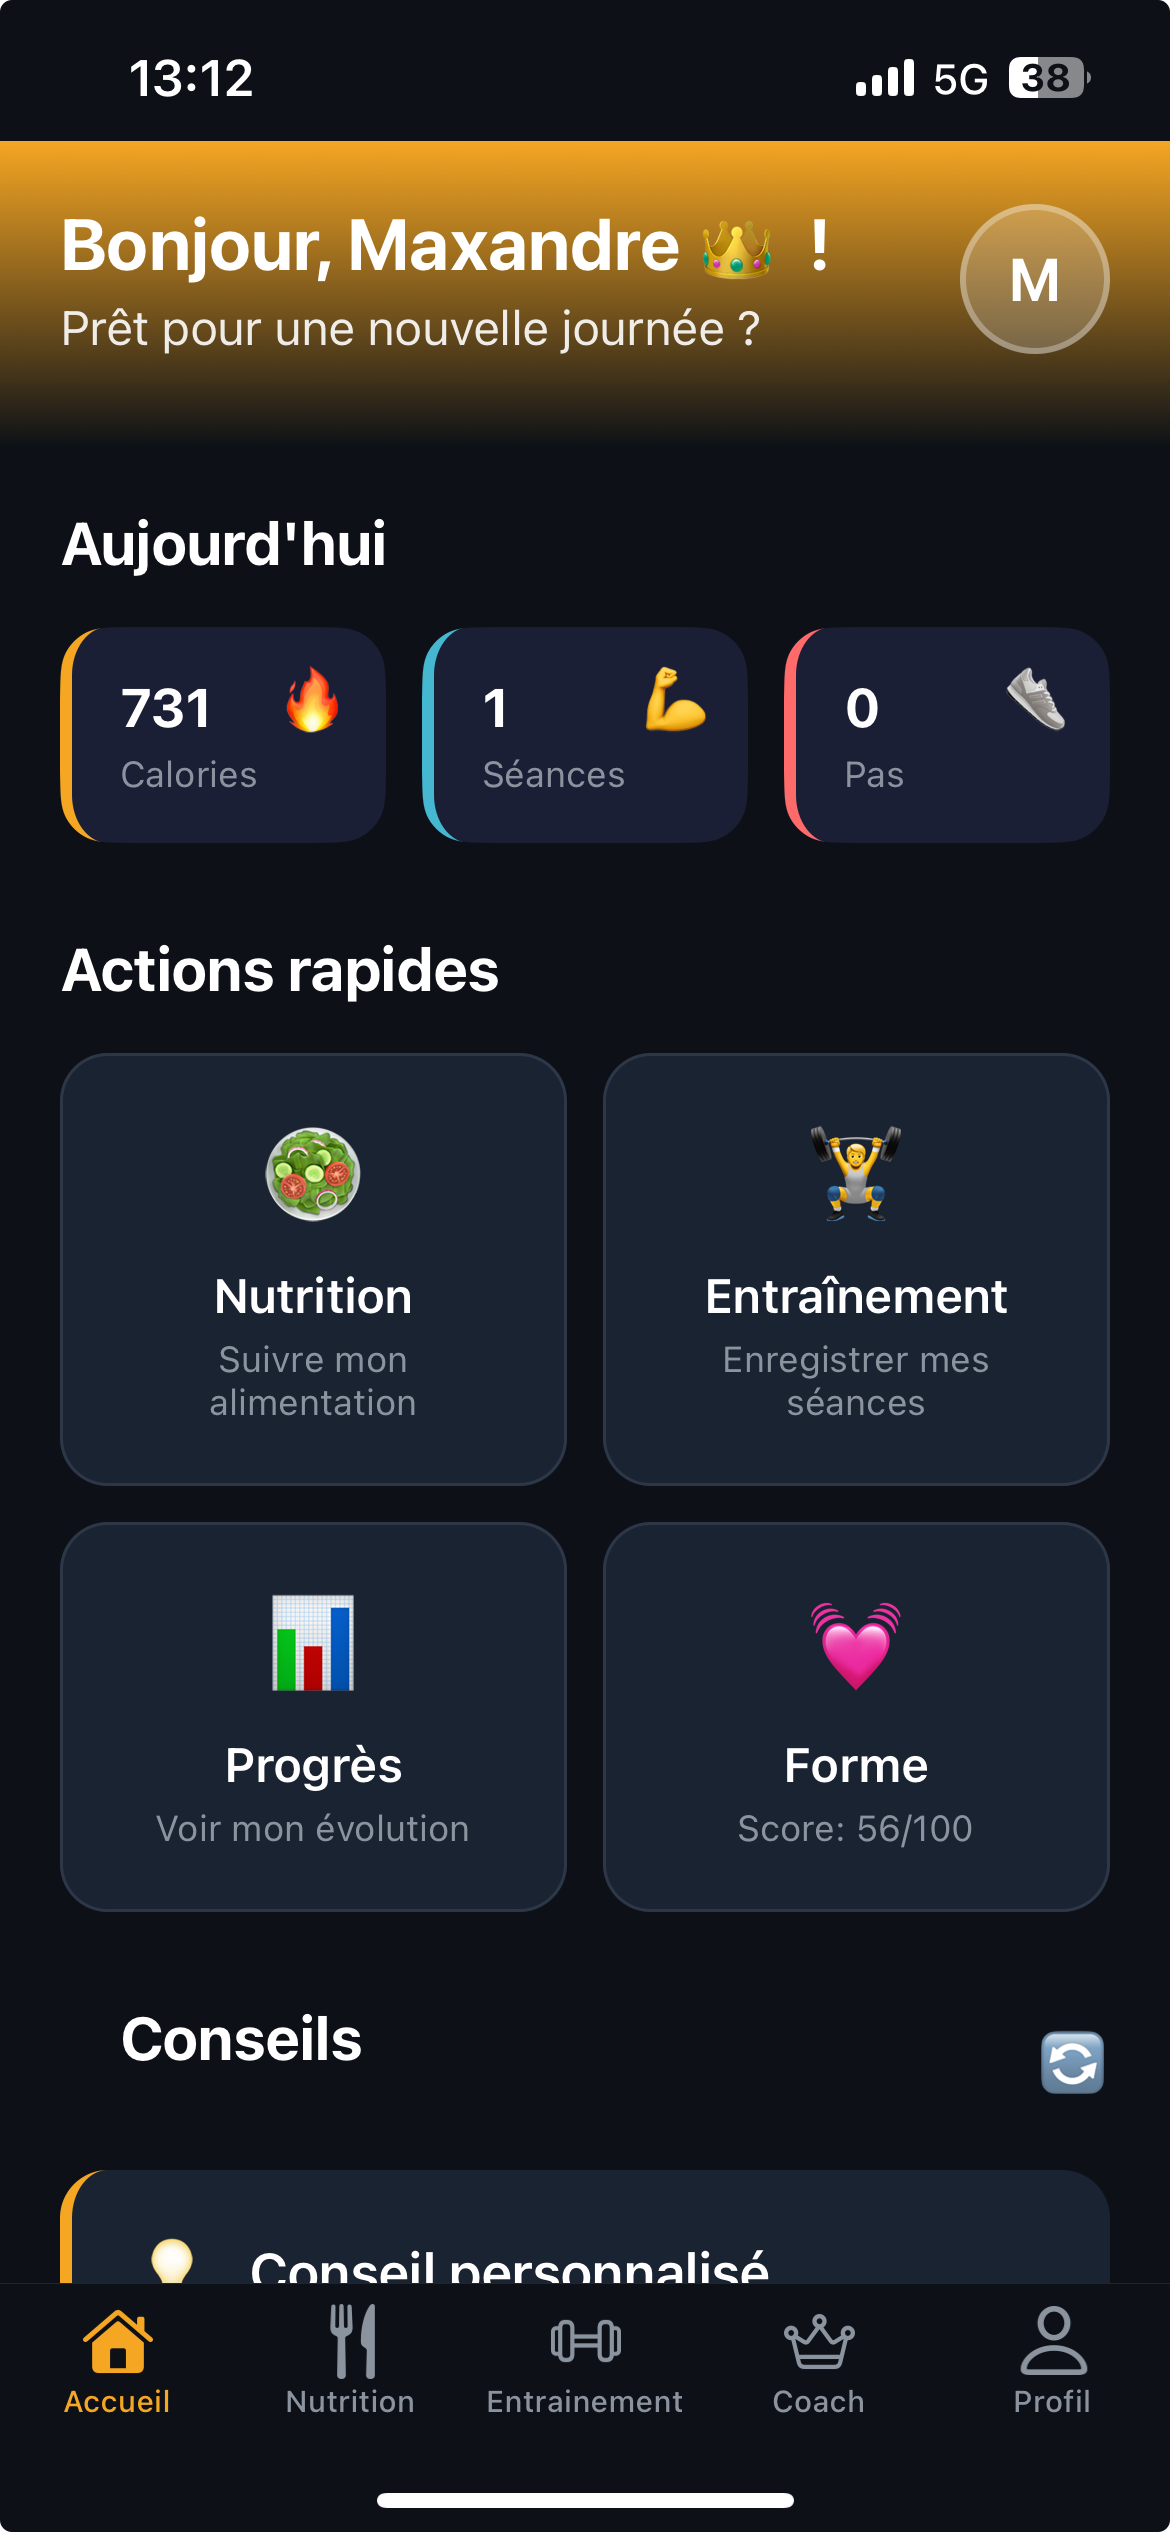 13:12
5G 38
Bonjour, Maxandre 👑 !
Prêt pour une nouvelle journée ?
M
Aujourd'hui
731
Calories
1
Séances
0
Pas
Actions rapides
Nutrition
Suivre mon
alimentation
Entraînement
Enregistrer mes
séances
Progrès
Voir mon évolution
Forme
Score: 56/100
Conseils
Conseil personnalisé
Accueil
Nutrition
Entrainement
Coach
Profil